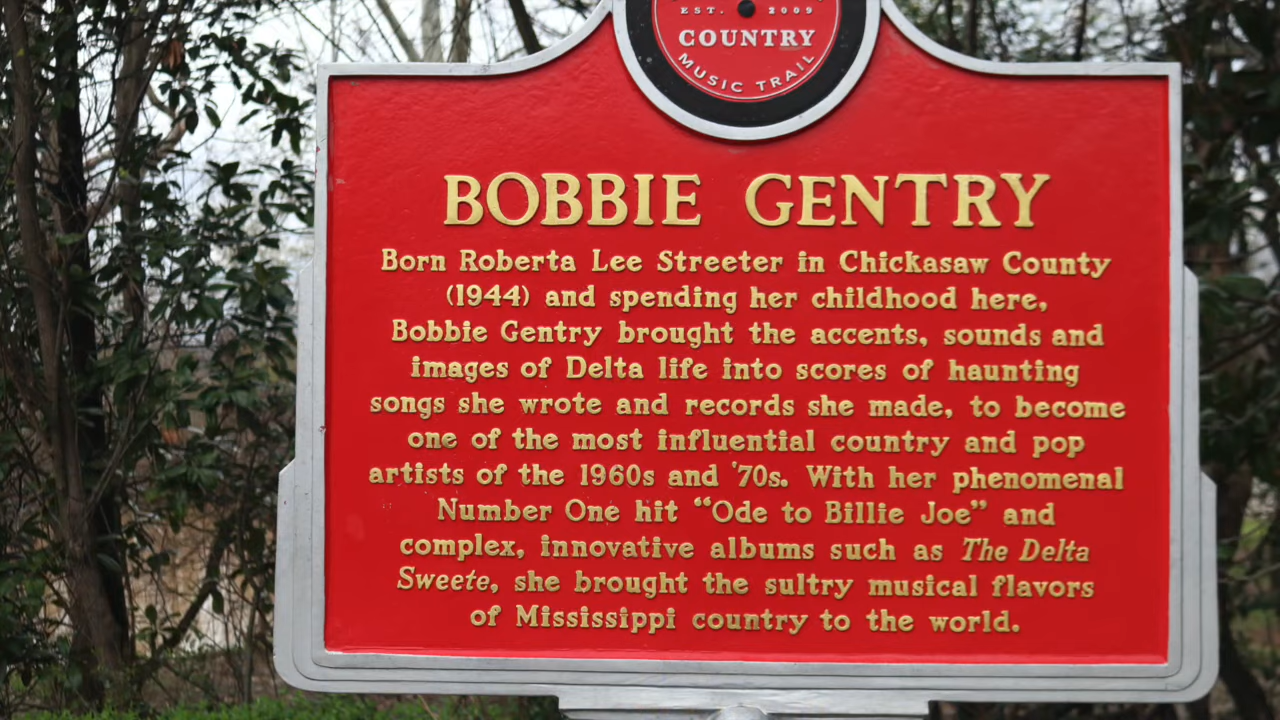 EST. 2009
COUNTRY
MUSIC TRAIL
BOBBIE GENTRY
Born Roberta Lee Streeter in Chickasaw County
(1944) and spending her childhood here,
Bobbie Gentry brought the accents, sounds and
images of Delta life into scores of haunting
songs she wrote and records she made, to become
one of the most influential country and pop
artists of the 1960s and '70s. With her phenomenal
Number One hit “Ode to Billie Joe” and
complex, innovative albums such as The Delta
Sweete, she brought the sultry musical flavors
of Mississippi country to the world.